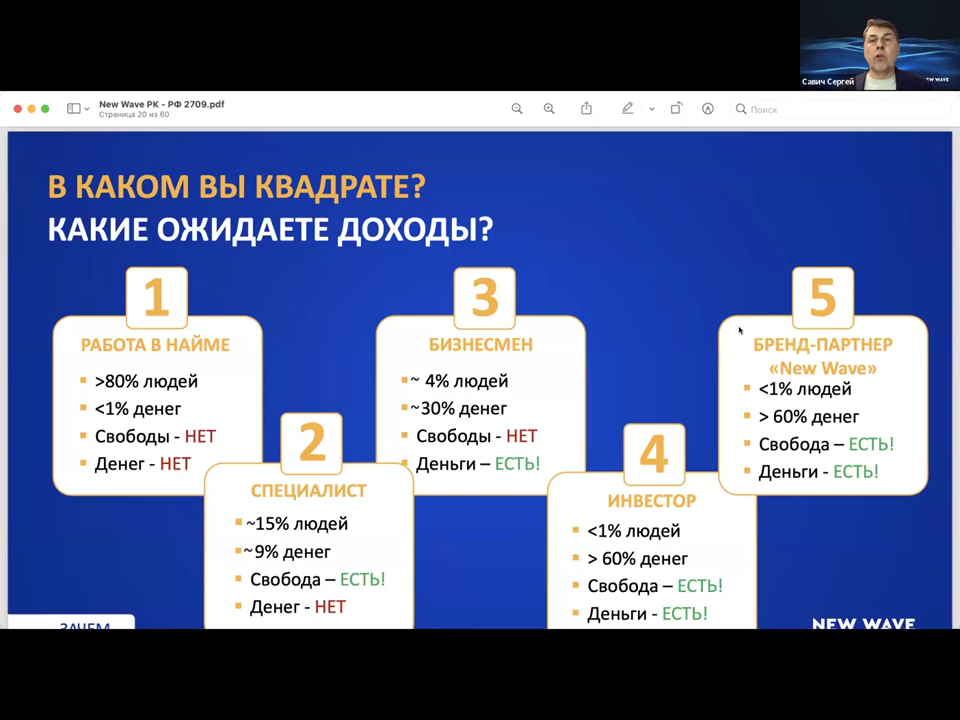 Савич Сергей
NEW WAVE
New Wave РК - РФ 2709.pdf
Страница 20 из 60
Поиск
В КАКОМ ВЫ КВАДРАТЕ?
КАКИЕ ОЖИДАЕТЕ ДОХОДЫ?
1
РАБОТА В НАЙМЕ
>80% людей
<1% денег
Свободы - НЕТ
Денег - НЕТ
2
СПЕЦИАЛИСТ
~15% людей
~9% денег
Свобода – ЕСТЬ!
Денег - НЕТ
3
БИЗНЕСМЕН
~ 4% людей
~30% денег
Свободы - НЕТ
Деньги – ЕСТЬ!
4
ИНВЕСТОР
<1% людей
> 60% денег
Свобода – ЕСТЬ!
Деньги - ЕСТЬ!
5
БРЕНД-ПАРТНЕР
«New Wave»
<1% людей
> 60% денег
Свобода – ЕСТЬ!
Деньги - ЕСТЬ!
ЗАЧЕМ
NEW WAVE